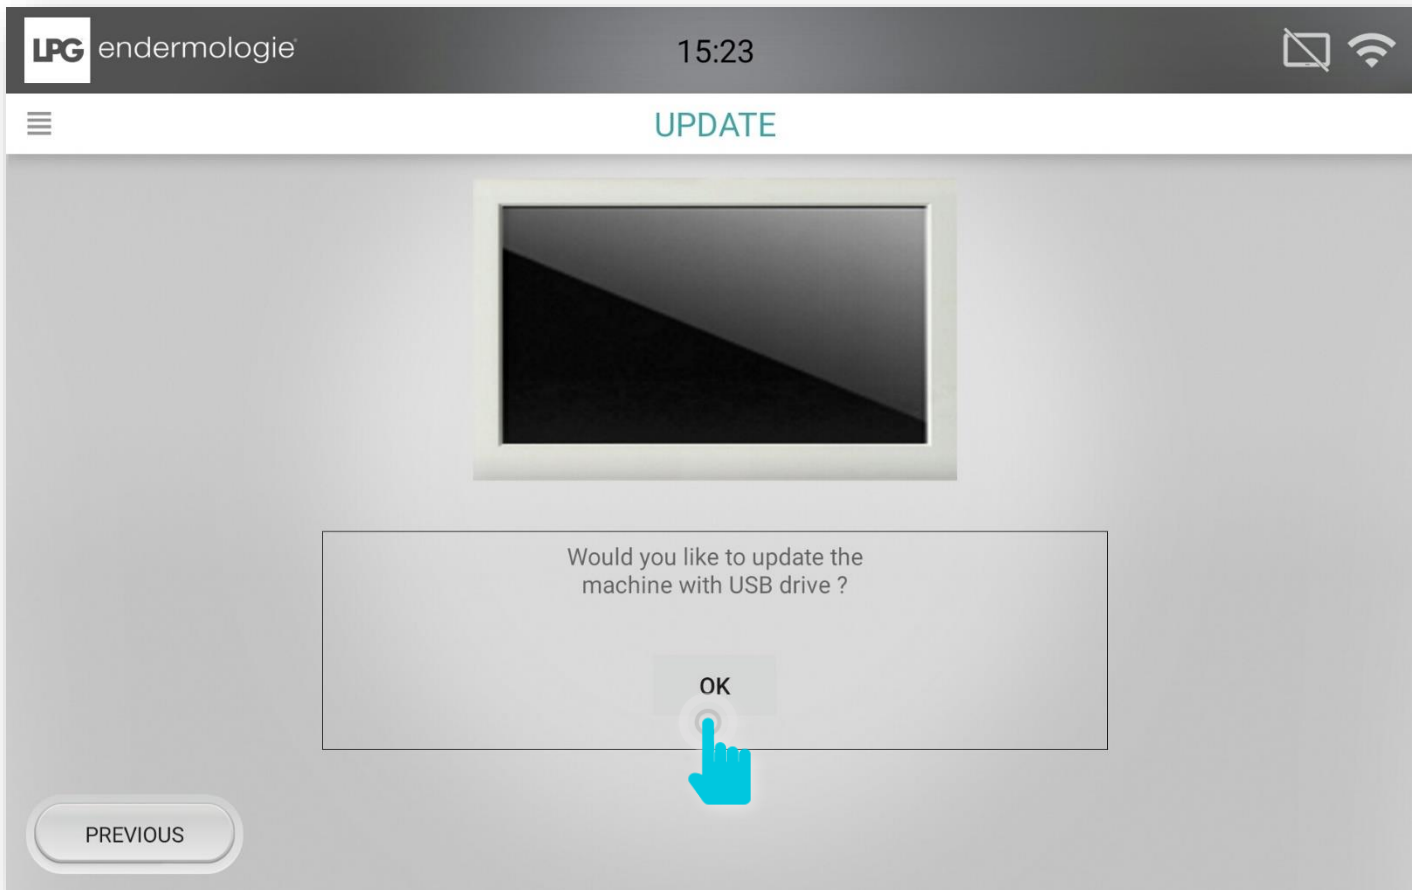 LPG endermologie®
15:23
UPDATE
Would you like to update the
machine with USB drive ?
OK
PREVIOUS